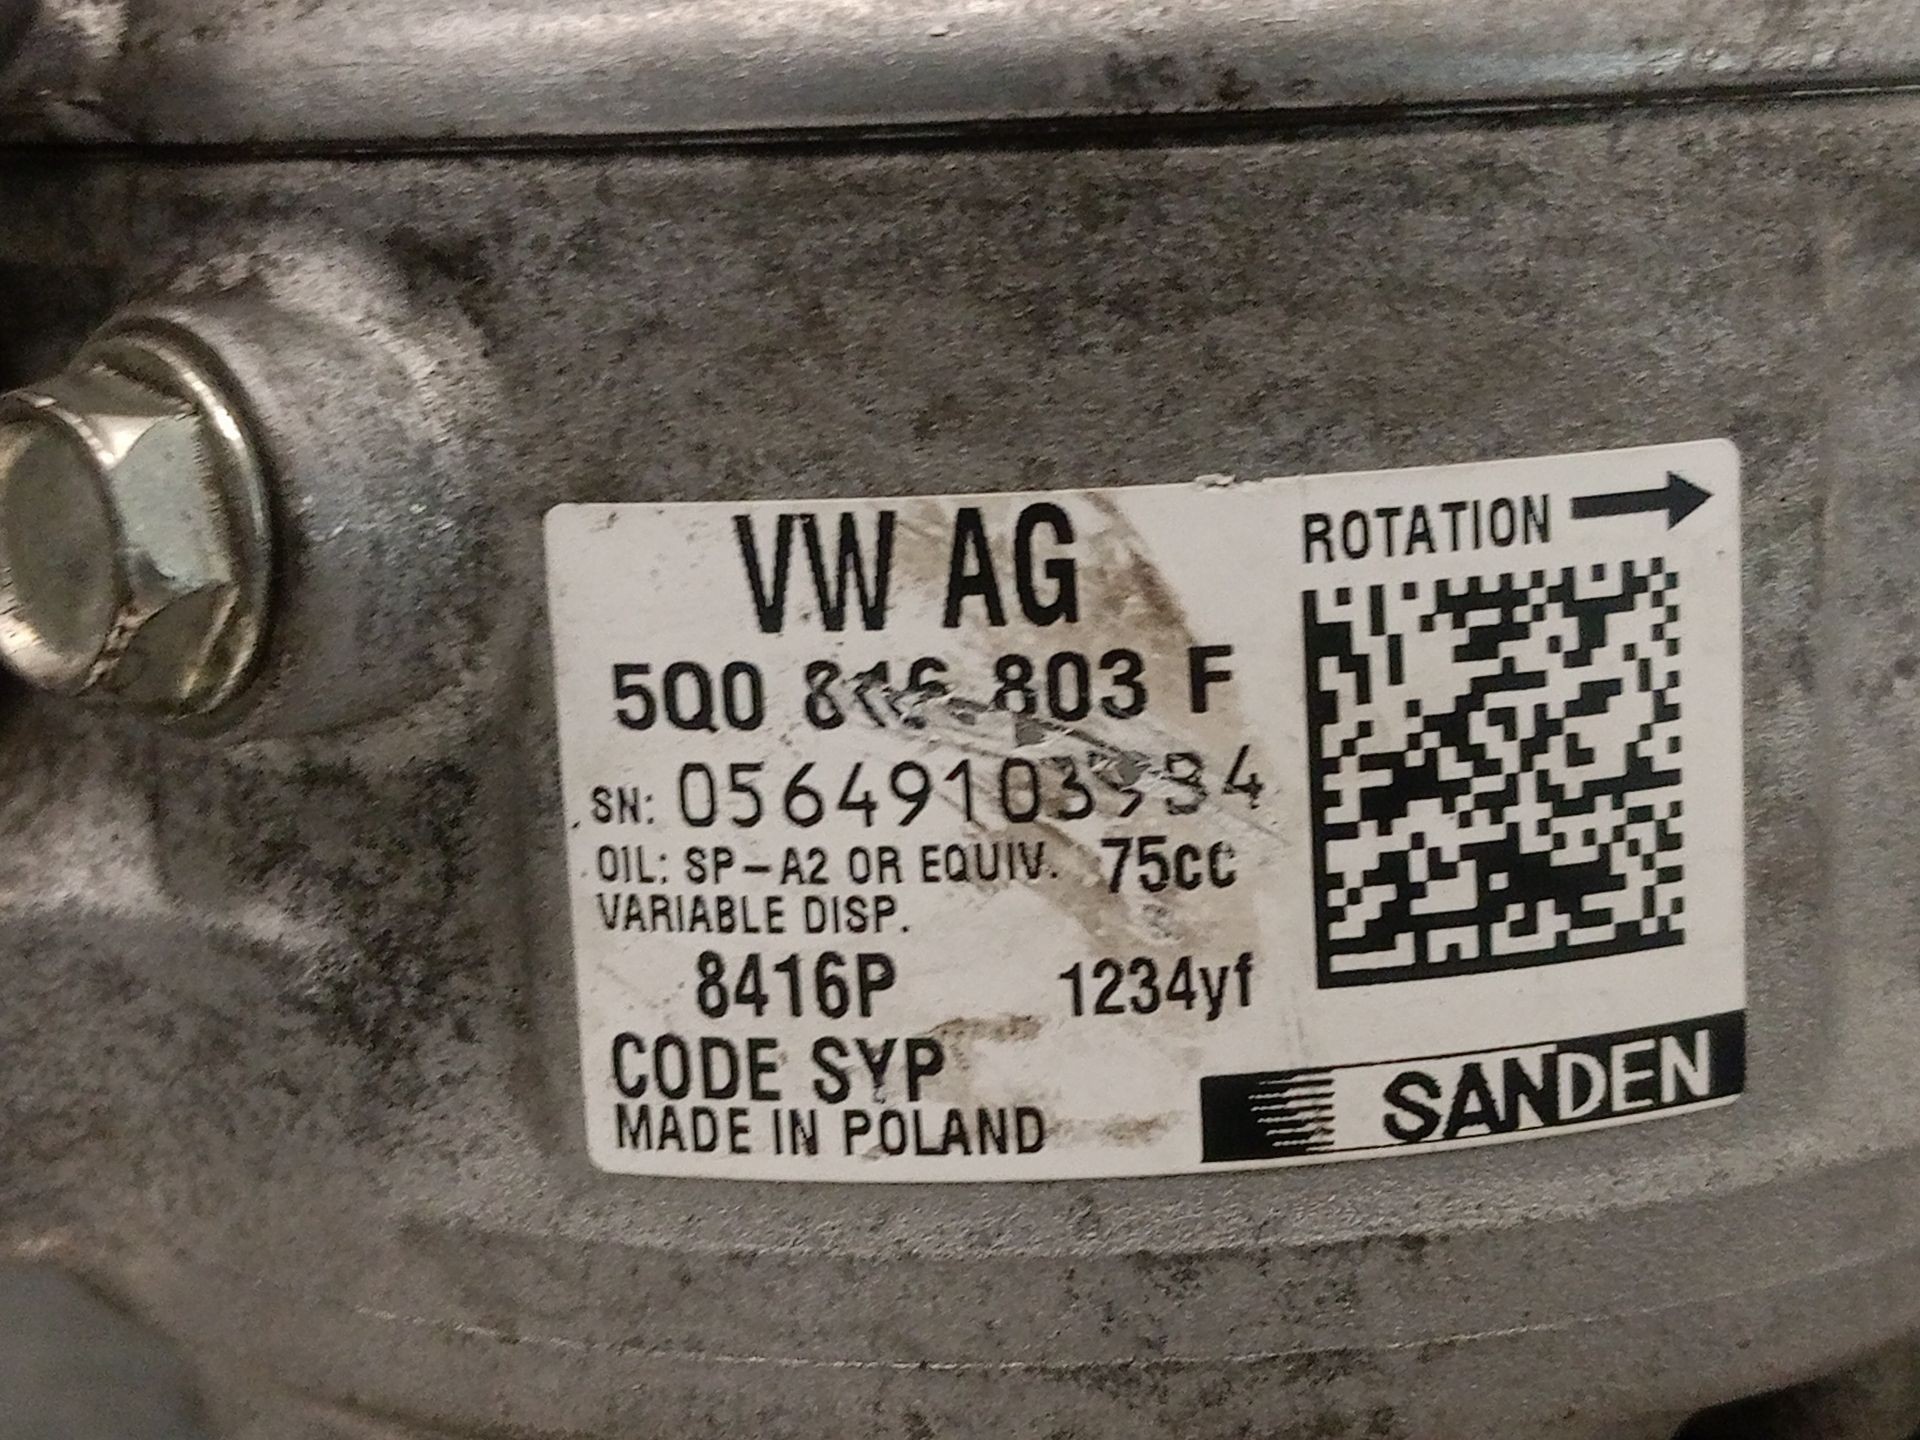 VW AG
ROTATION
5Q0 816 803 F
SN:
OIL: SP-A2 OR EQUIV. 75cc
VARIABLE DISP.
8416P 1234yf
CODE SYP
MADE IN POLAND
SANDEN